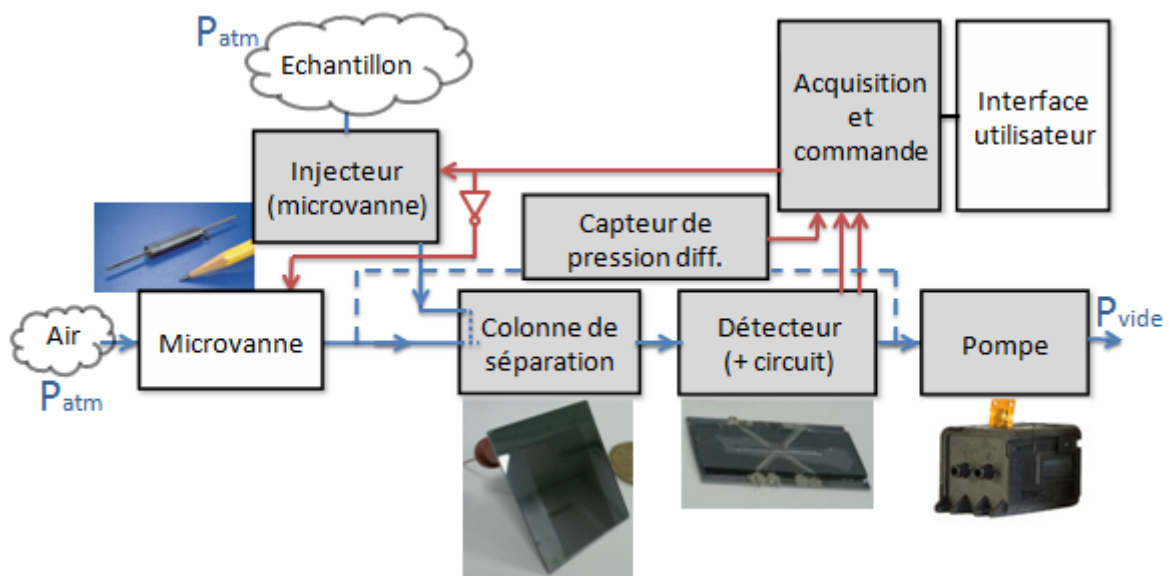 Patm
Echantillon
Acquisition
et
commande
Interface
utilisateur
Injecteur
(microvanne)
Capteur de
pression diff.
Air
Patm
Microvanne
Colonne de
séparation
Détecteur
(+ circuit)
Pompe
Pvide